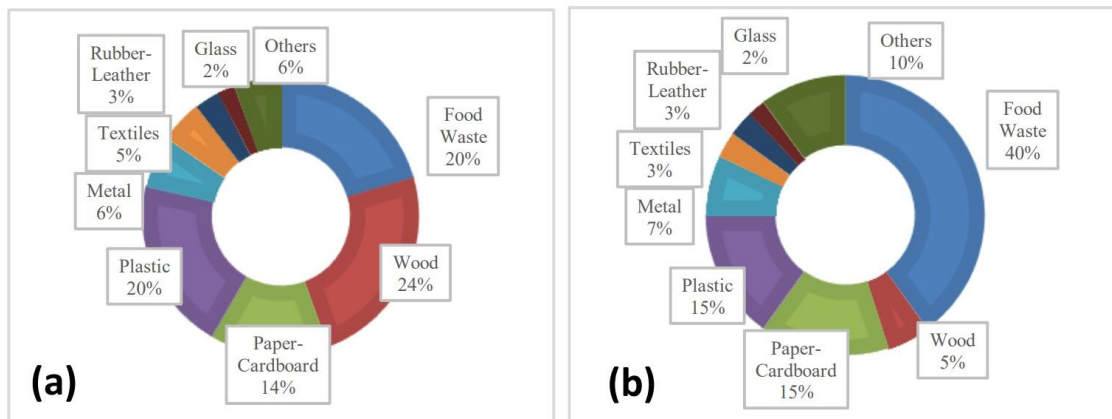 Glass
2%
Others
6%
Rubber-
Leather
3%
Food
Waste
20%
Textiles
5%
Metal
6%
Plastic
20%
Wood
24%
Paper-
Cardboard
14%
(a)
Glass
2%
Others
10%
Rubber-
Leather
3%
Food
Waste
40%
Textiles
3%
Metal
7%
Plastic
15%
Wood
5%
Paper-
Cardboard
15%
(b)